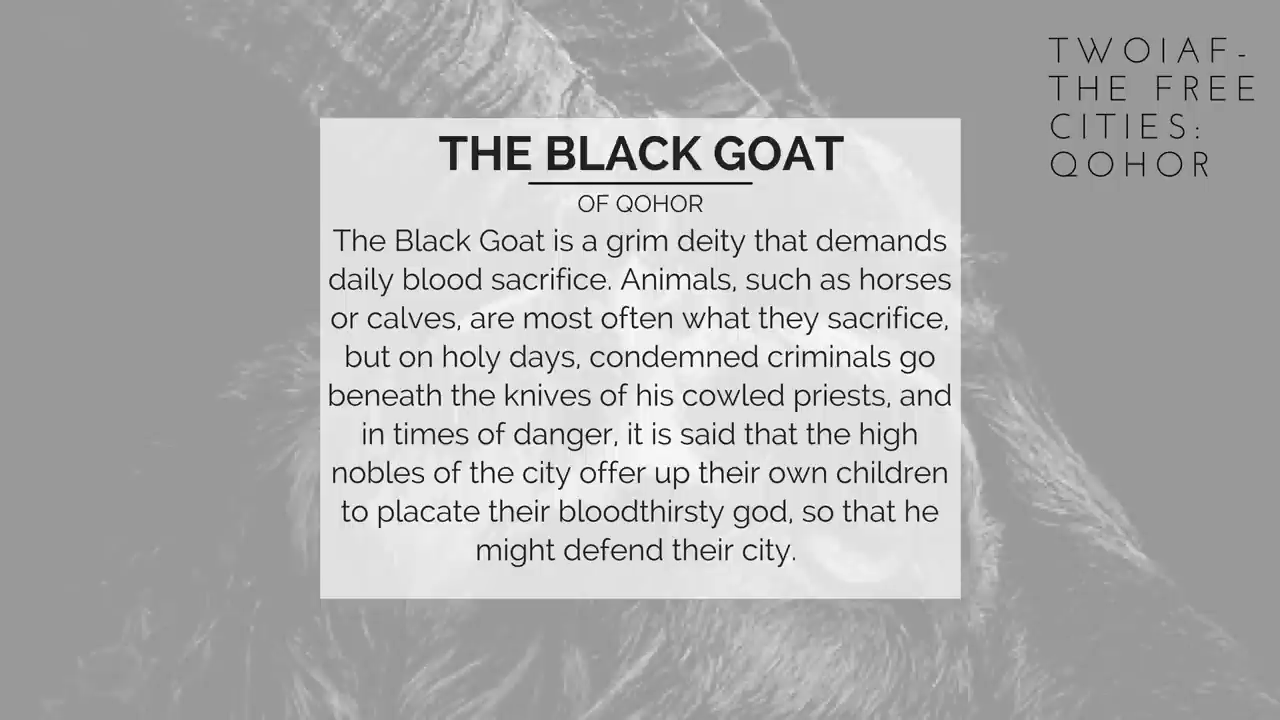 TWOIAF-
THE FREE
CITIES:
QOHOR
THE BLACK GOAT
OF QOHOR
The Black Goat is a grim deity that demands
daily blood sacrifice. Animals, such as horses
or calves, are most often what they sacrifice,
but on holy days, condemned criminals go
beneath the knives of his cowled priests, and
in times of danger, it is said that the high
nobles of the city offer up their own children
to placate their bloodthirsty god, so that he
might defend their city.